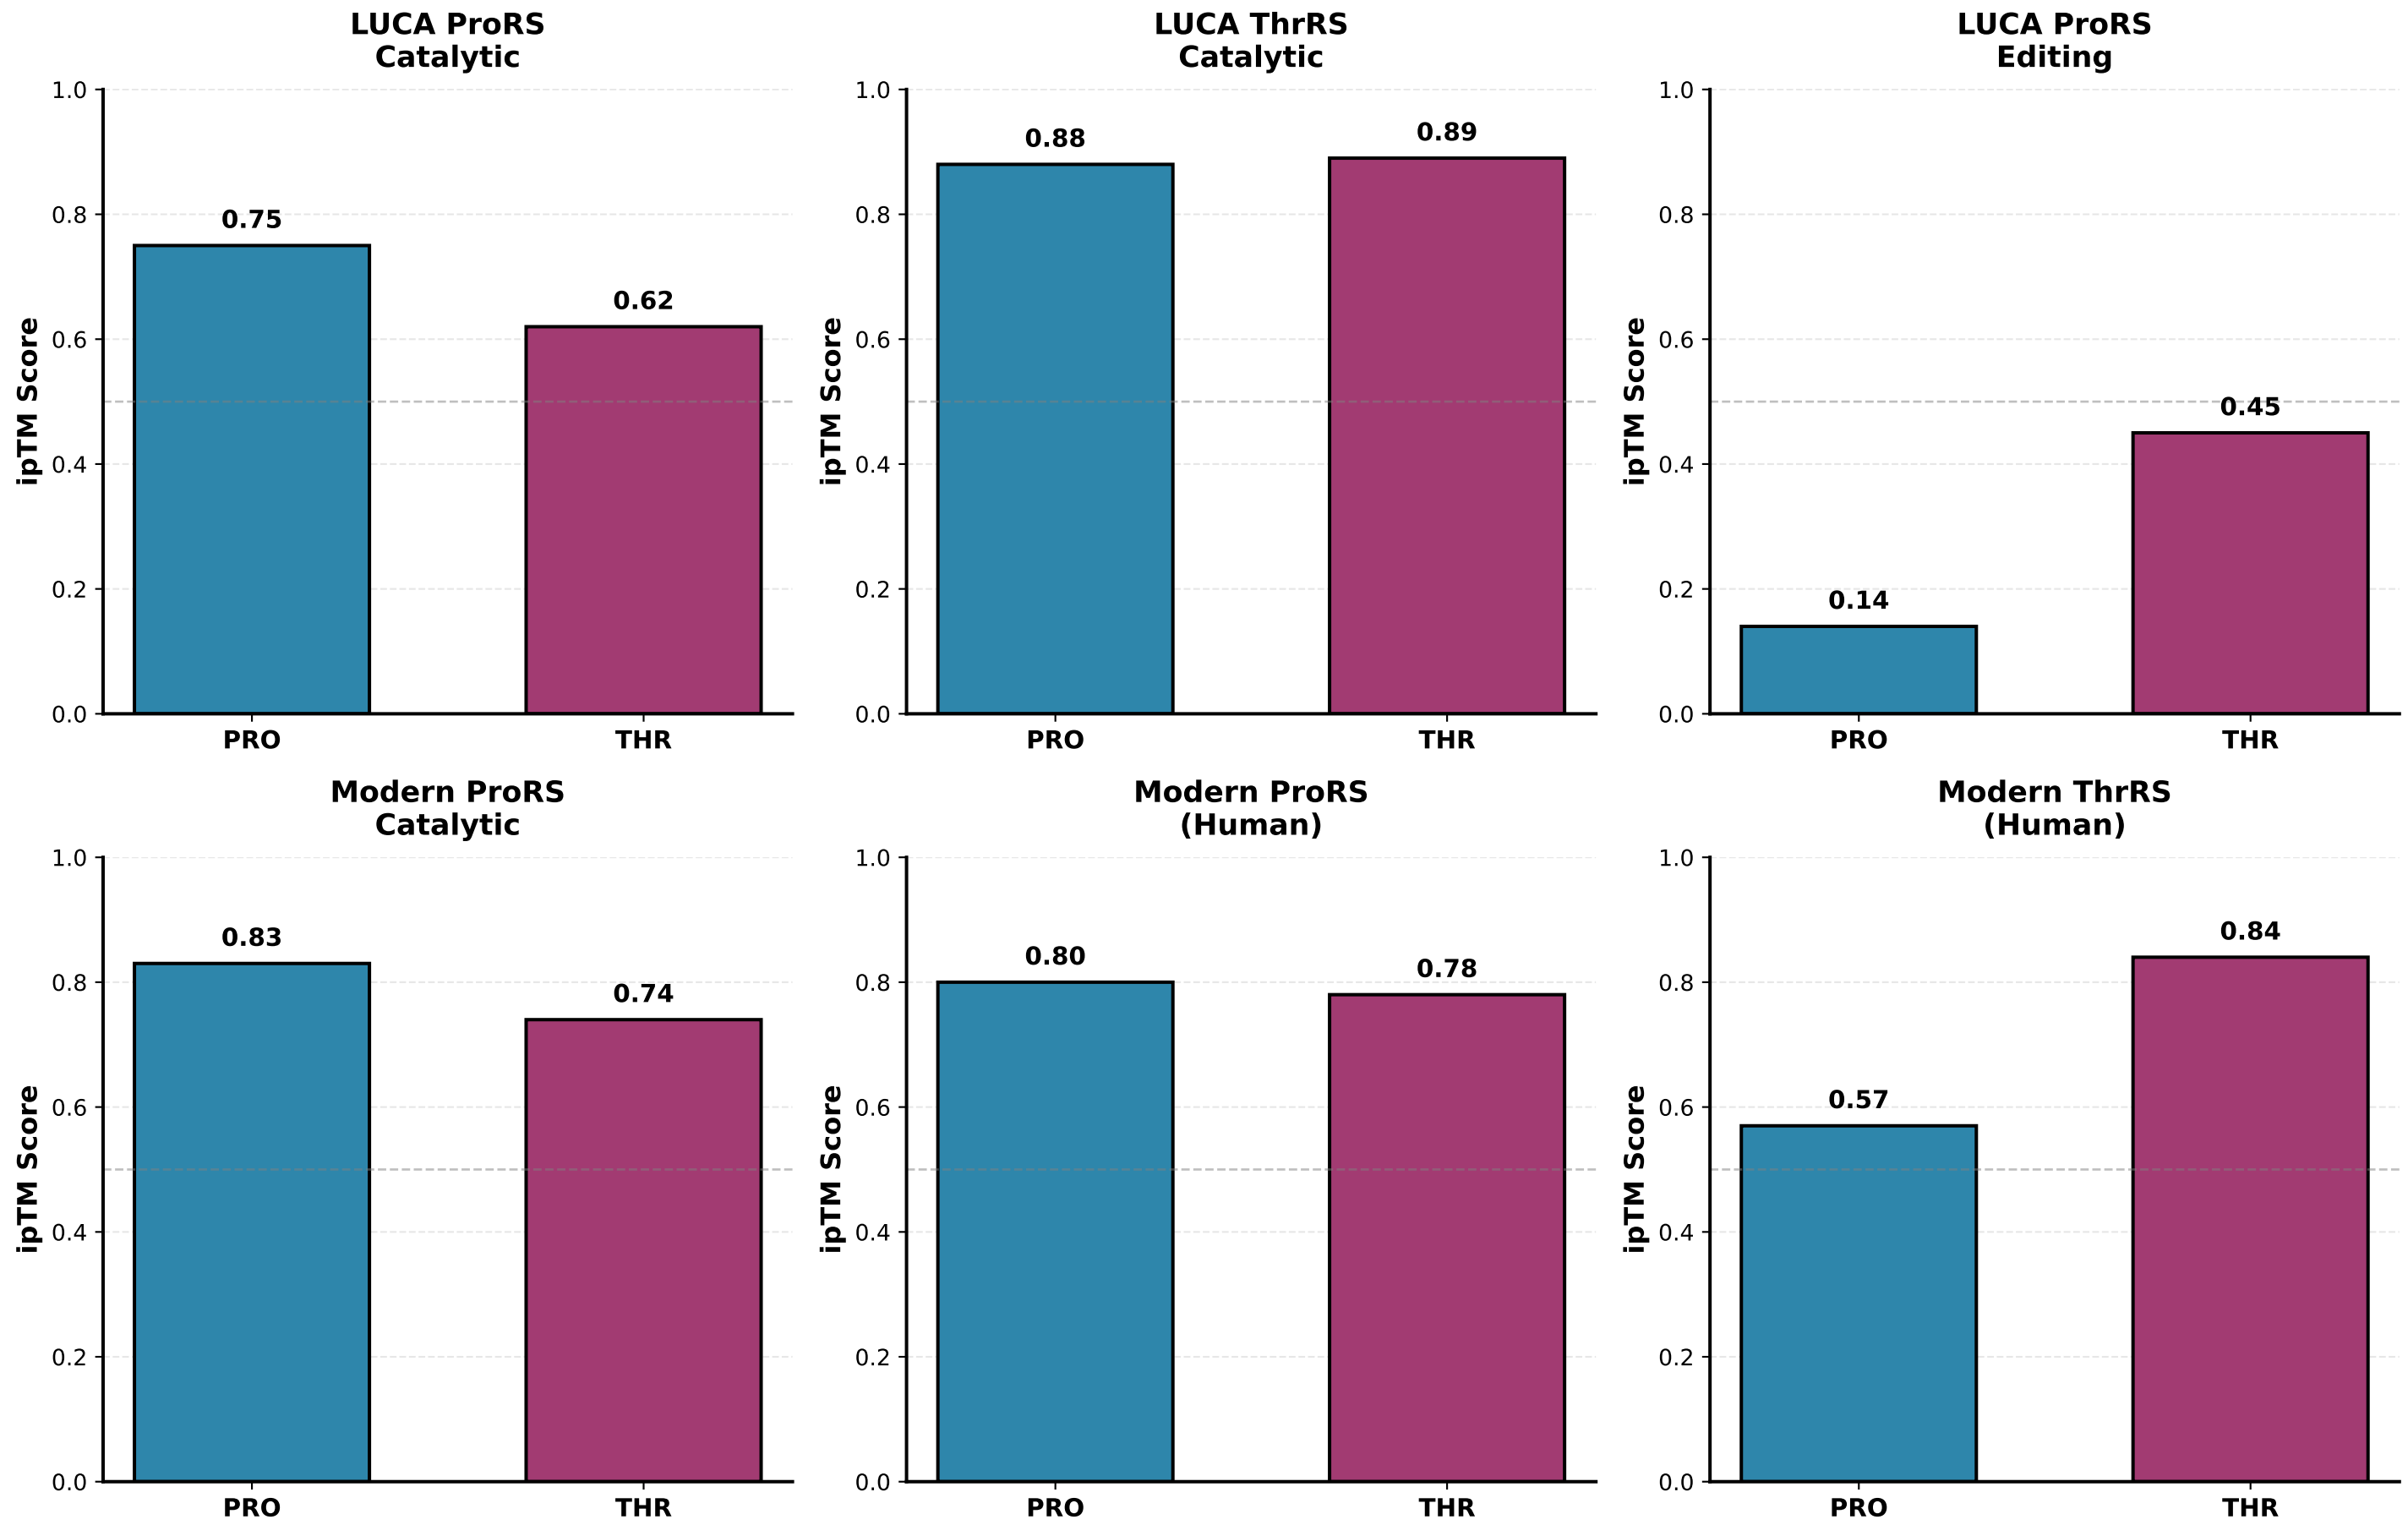 LUCA ProRS
Catalytic
1.0
0.8
0.6
0.4
0.2
0.0
ipTM Score
0.75
0.62
PRO
THR
LUCA ThrRS
Catalytic
1.0
0.8
0.6
0.4
0.2
0.0
ipTM Score
0.88
0.89
PRO
THR
LUCA ProRS
Editing
1.0
0.8
0.6
0.4
0.2
0.0
ipTM Score
0.14
0.45
PRO
THR
Modern ProRS
Catalytic
1.0
0.8
0.6
0.4
0.2
0.0
ipTM Score
0.83
0.74
PRO
THR
Modern ProRS
(Human)
1.0
0.8
0.6
0.4
0.2
0.0
ipTM Score
0.80
0.78
PRO
THR
Modern ThrRS
(Human)
1.0
0.8
0.6
0.4
0.2
0.0
ipTM Score
0.57
0.84
PRO
THR